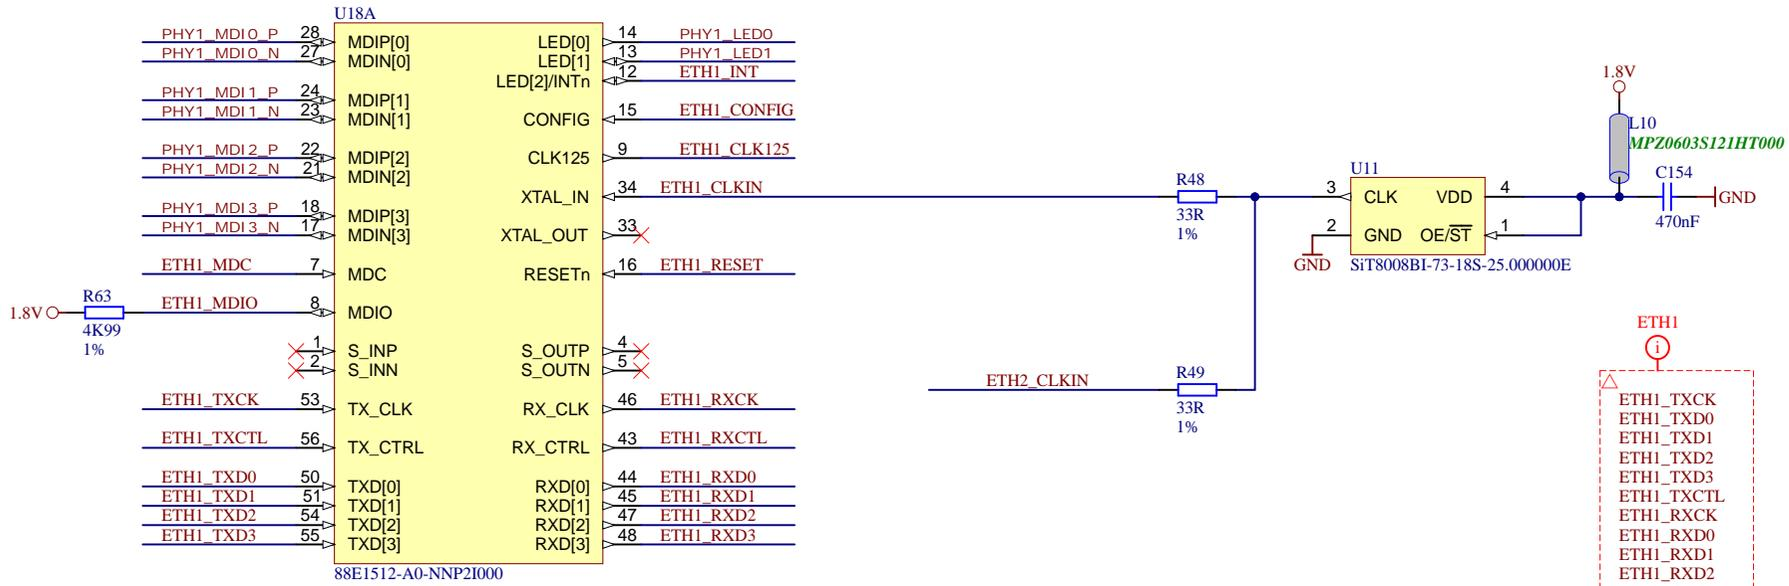 U18A
PHY1_MDI0_P 28 MDIP[0] LED[0] 14 PHY1_LED0
PHY1_MDI0_N 27 MDIN[0] LED[1] 13 PHY1_LED1
LED[2]/INTn 12 ETH1_INT
PHY1_MDI1_P 24 MDIP[1]
PHY1_MDI1_N 23 MDIN[1] CONFIG 15 ETH1_CONFIG
PHY1_MDI2_P 22 MDIP[2] CLK125 9 ETH1_CLK125
PHY1_MDI2_N 21 MDIN[2]
XTAL_IN 34 ETH1_CLKIN
PHY1_MDI3_P 18 MDIP[3]
PHY1_MDI3_N 17 MDIN[3] XTAL_OUT 33
ETH1_MDC 7 MDC RESETn 16 ETH1_RESET
1.8V R63 ETH1_MDIO 8 MDIO
4K99
1%
1 S_INP S_OUTP 4
2 S_INN S_OUTN 5
ETH1_TXCK 53 TX_CLK RX_CLK 46 ETH1_RXCK
ETH1_TXCTL 56 TX_CTRL RX_CTRL 43 ETH1_RXCTL
ETH1_TXD0 50 TXD[0] RXD[0] 44 ETH1_RXD0
ETH1_TXD1 51 TXD[1] RXD[1] 45 ETH1_RXD1
ETH1_TXD2 54 TXD[2] RXD[2] 47 ETH1_RXD2
ETH1_TXD3 55 TXD[3] RXD[3] 48 ETH1_RXD3
88E1512-A0-NNP2I000
1.8V
L10
MPZ0603S121HT000
R48
33R
1%
U11
3 CLK VDD 4
2 GND OE/ST 1
GND
SiT8008BI-73-18S-25.000000E
C154
470nF
GND
ETH2_CLKIN
R49
33R
1%
ETH1
i
ETH1_TXCK
ETH1_TXD0
ETH1_TXD1
ETH1_TXD2
ETH1_TXD3
ETH1_TXCTL
ETH1_RXCK
ETH1_RXD0
ETH1_RXD1
ETH1_RXD2